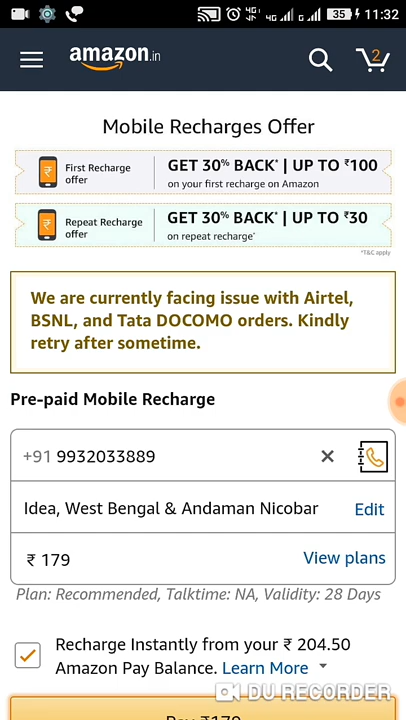 35 11:32
amazon.in
2
Mobile Recharges Offer
First Recharge offer
GET 30% BACK* | UP TO ₹100
on your first recharge on Amazon
Repeat Recharge offer
GET 30% BACK* | UP TO ₹30
on repeat recharge*
*T&C apply
We are currently facing issue with Airtel,
BSNL, and Tata DOCOMO orders. Kindly
retry after sometime.
Pre-paid Mobile Recharge
+91 9932033889
Idea, West Bengal & Andaman Nicobar Edit
₹ 179 View plans
Plan: Recommended, Talktime: NA, Validity: 28 Days
Recharge Instantly from your ₹ 204.50
Amazon Pay Balance. Learn More
DU RECORDER
Pay ₹179